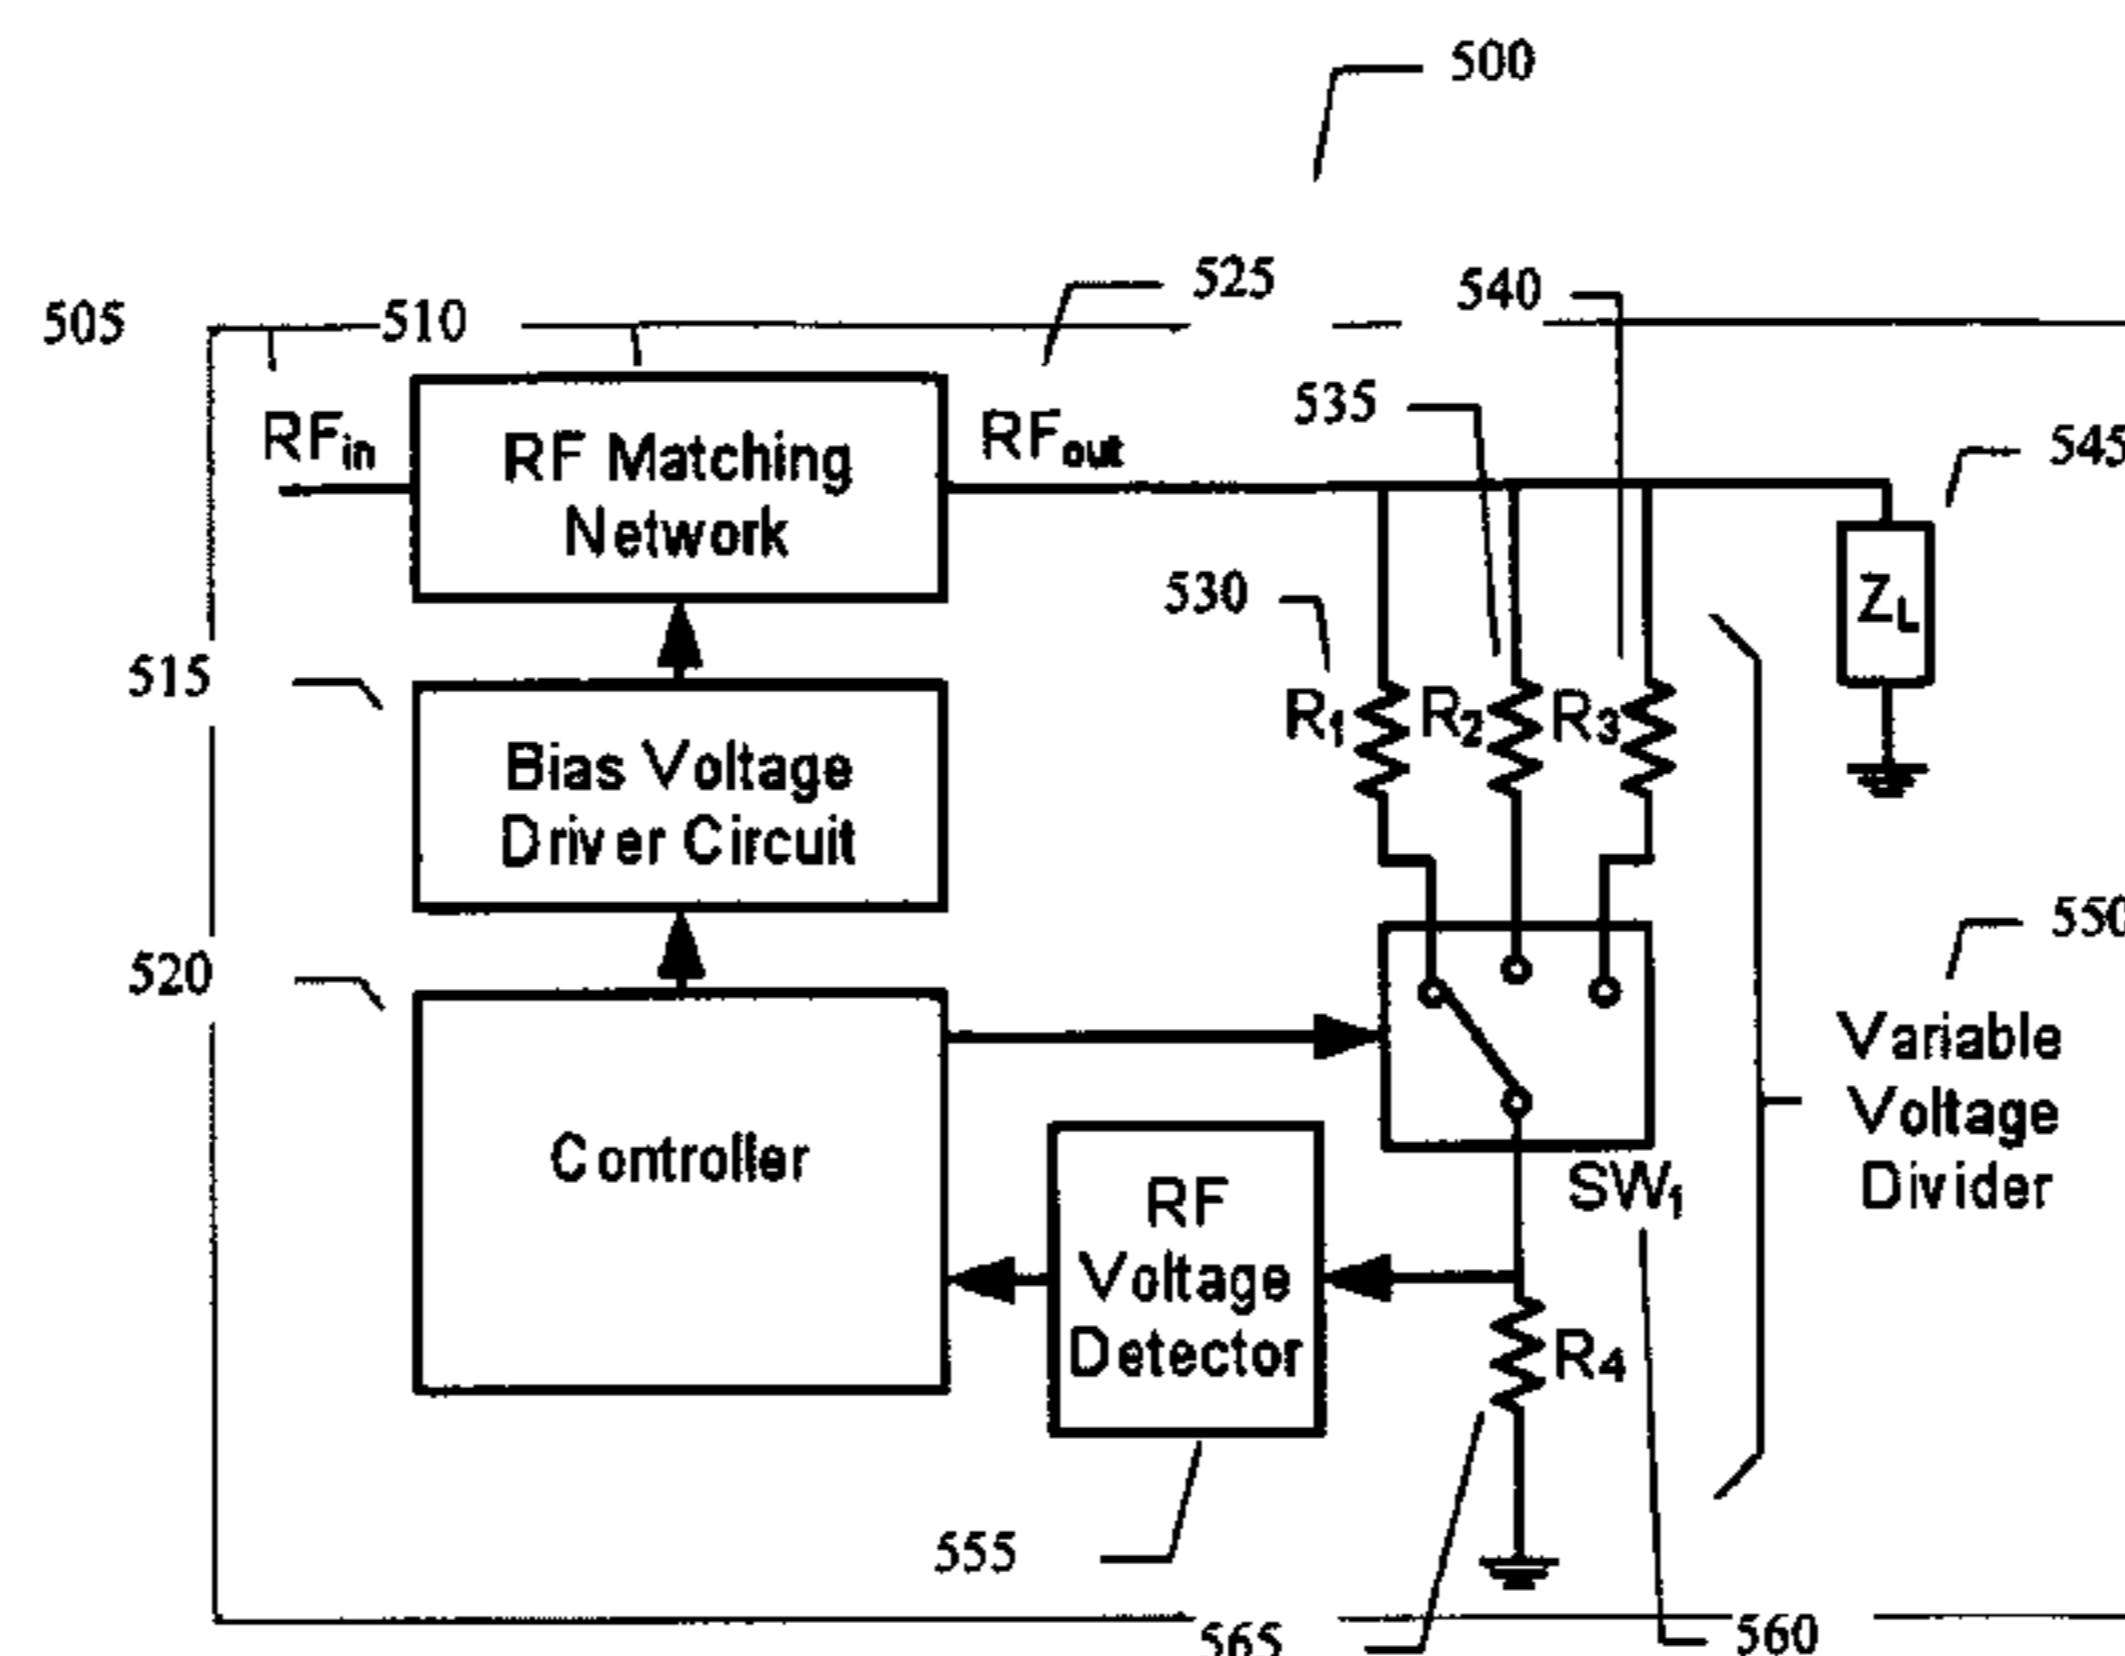 500
525
540
505
510
535
545
RFin
RF Matching
Network
RFout
530
ZL
515
R1
R2
R3
Bias Voltage
Driver Circuit
550
520
Variable
Voltage
Divider
Controller
SW1
RF
Voltage
Detector
R4
555
565
560